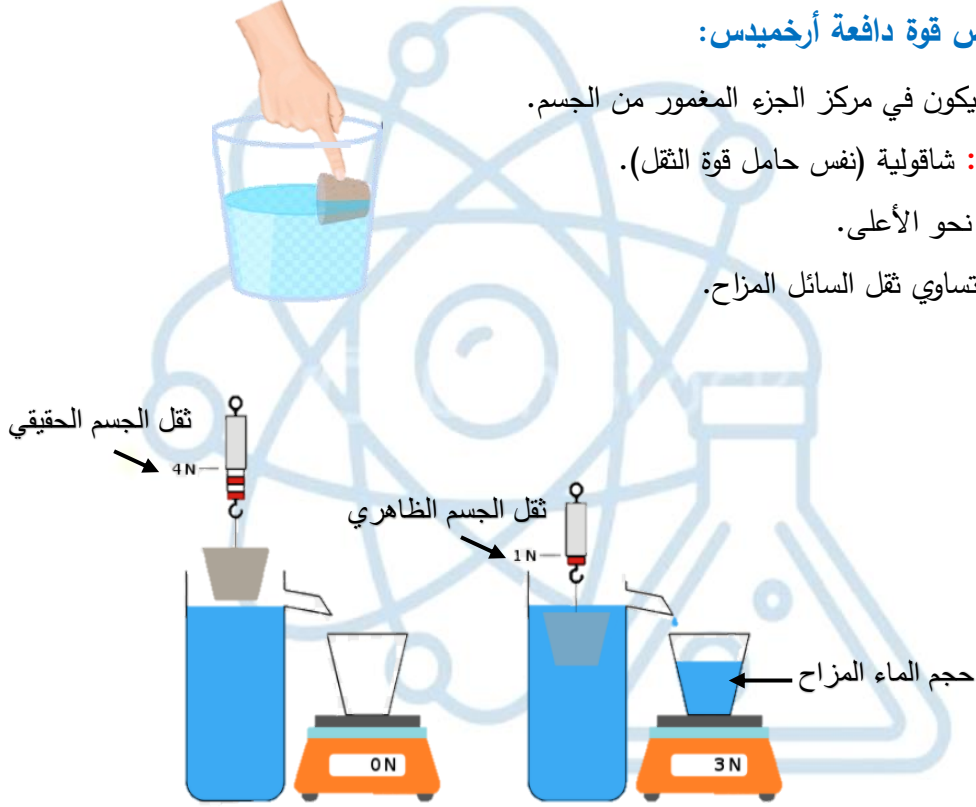 قوة دافعة أرخميدس:
يكون في مركز الجزء المغمور من الجسم.
: شاقولية (نفس حامل قوة الثقل).
نحو الأعلى.
تساوي ثقل السائل المزاح.
ثقل الجسم الحقيقي
4N
ثقل الجسم الظاهري
1N
حجم الماء المزاح
0N
3N